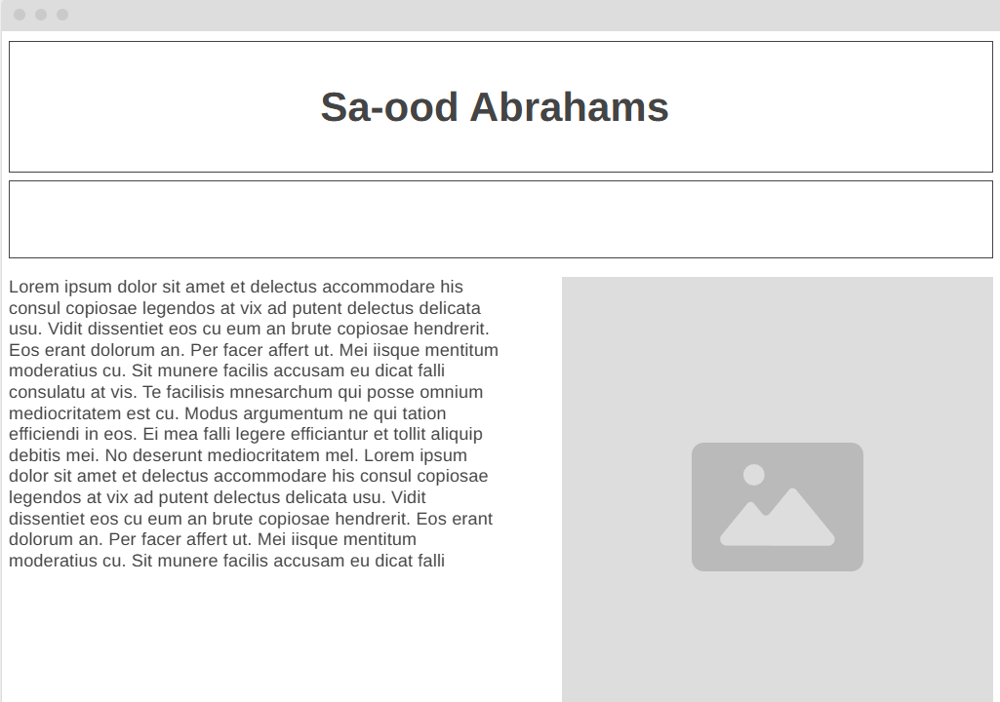 Sa-ood Abrahams
Lorem ipsum dolor sit amet et delectus accommodare his
consul copiosae legendos at vix ad putent delectus delicata
usu. Vidit dissentiet eos cu eum an brute copiosae hendrerit.
Eos erant dolorum an. Per facer affert ut. Mei iisque mentitum
moderatius cu. Sit munere facilis accusam eu dicat falli
consulatu at vis. Te facilisis mnesarchum qui posse omnium
mediocritatem est cu. Modus argumentum ne qui tation
efficiendi in eos. Ei mea falli legere efficiantur et tollit aliquip
debitis mei. No deserunt mediocritatem mel. Lorem ipsum
dolor sit amet et delectus accommodare his consul copiosae
legendos at vix ad putent delectus delicata usu. Vidit
dissentiet eos cu eum an brute copiosae hendrerit. Eos erant
dolorum an. Per facer affert ut. Mei iisque mentitum
moderatius cu. Sit munere facilis accusam eu dicat falli